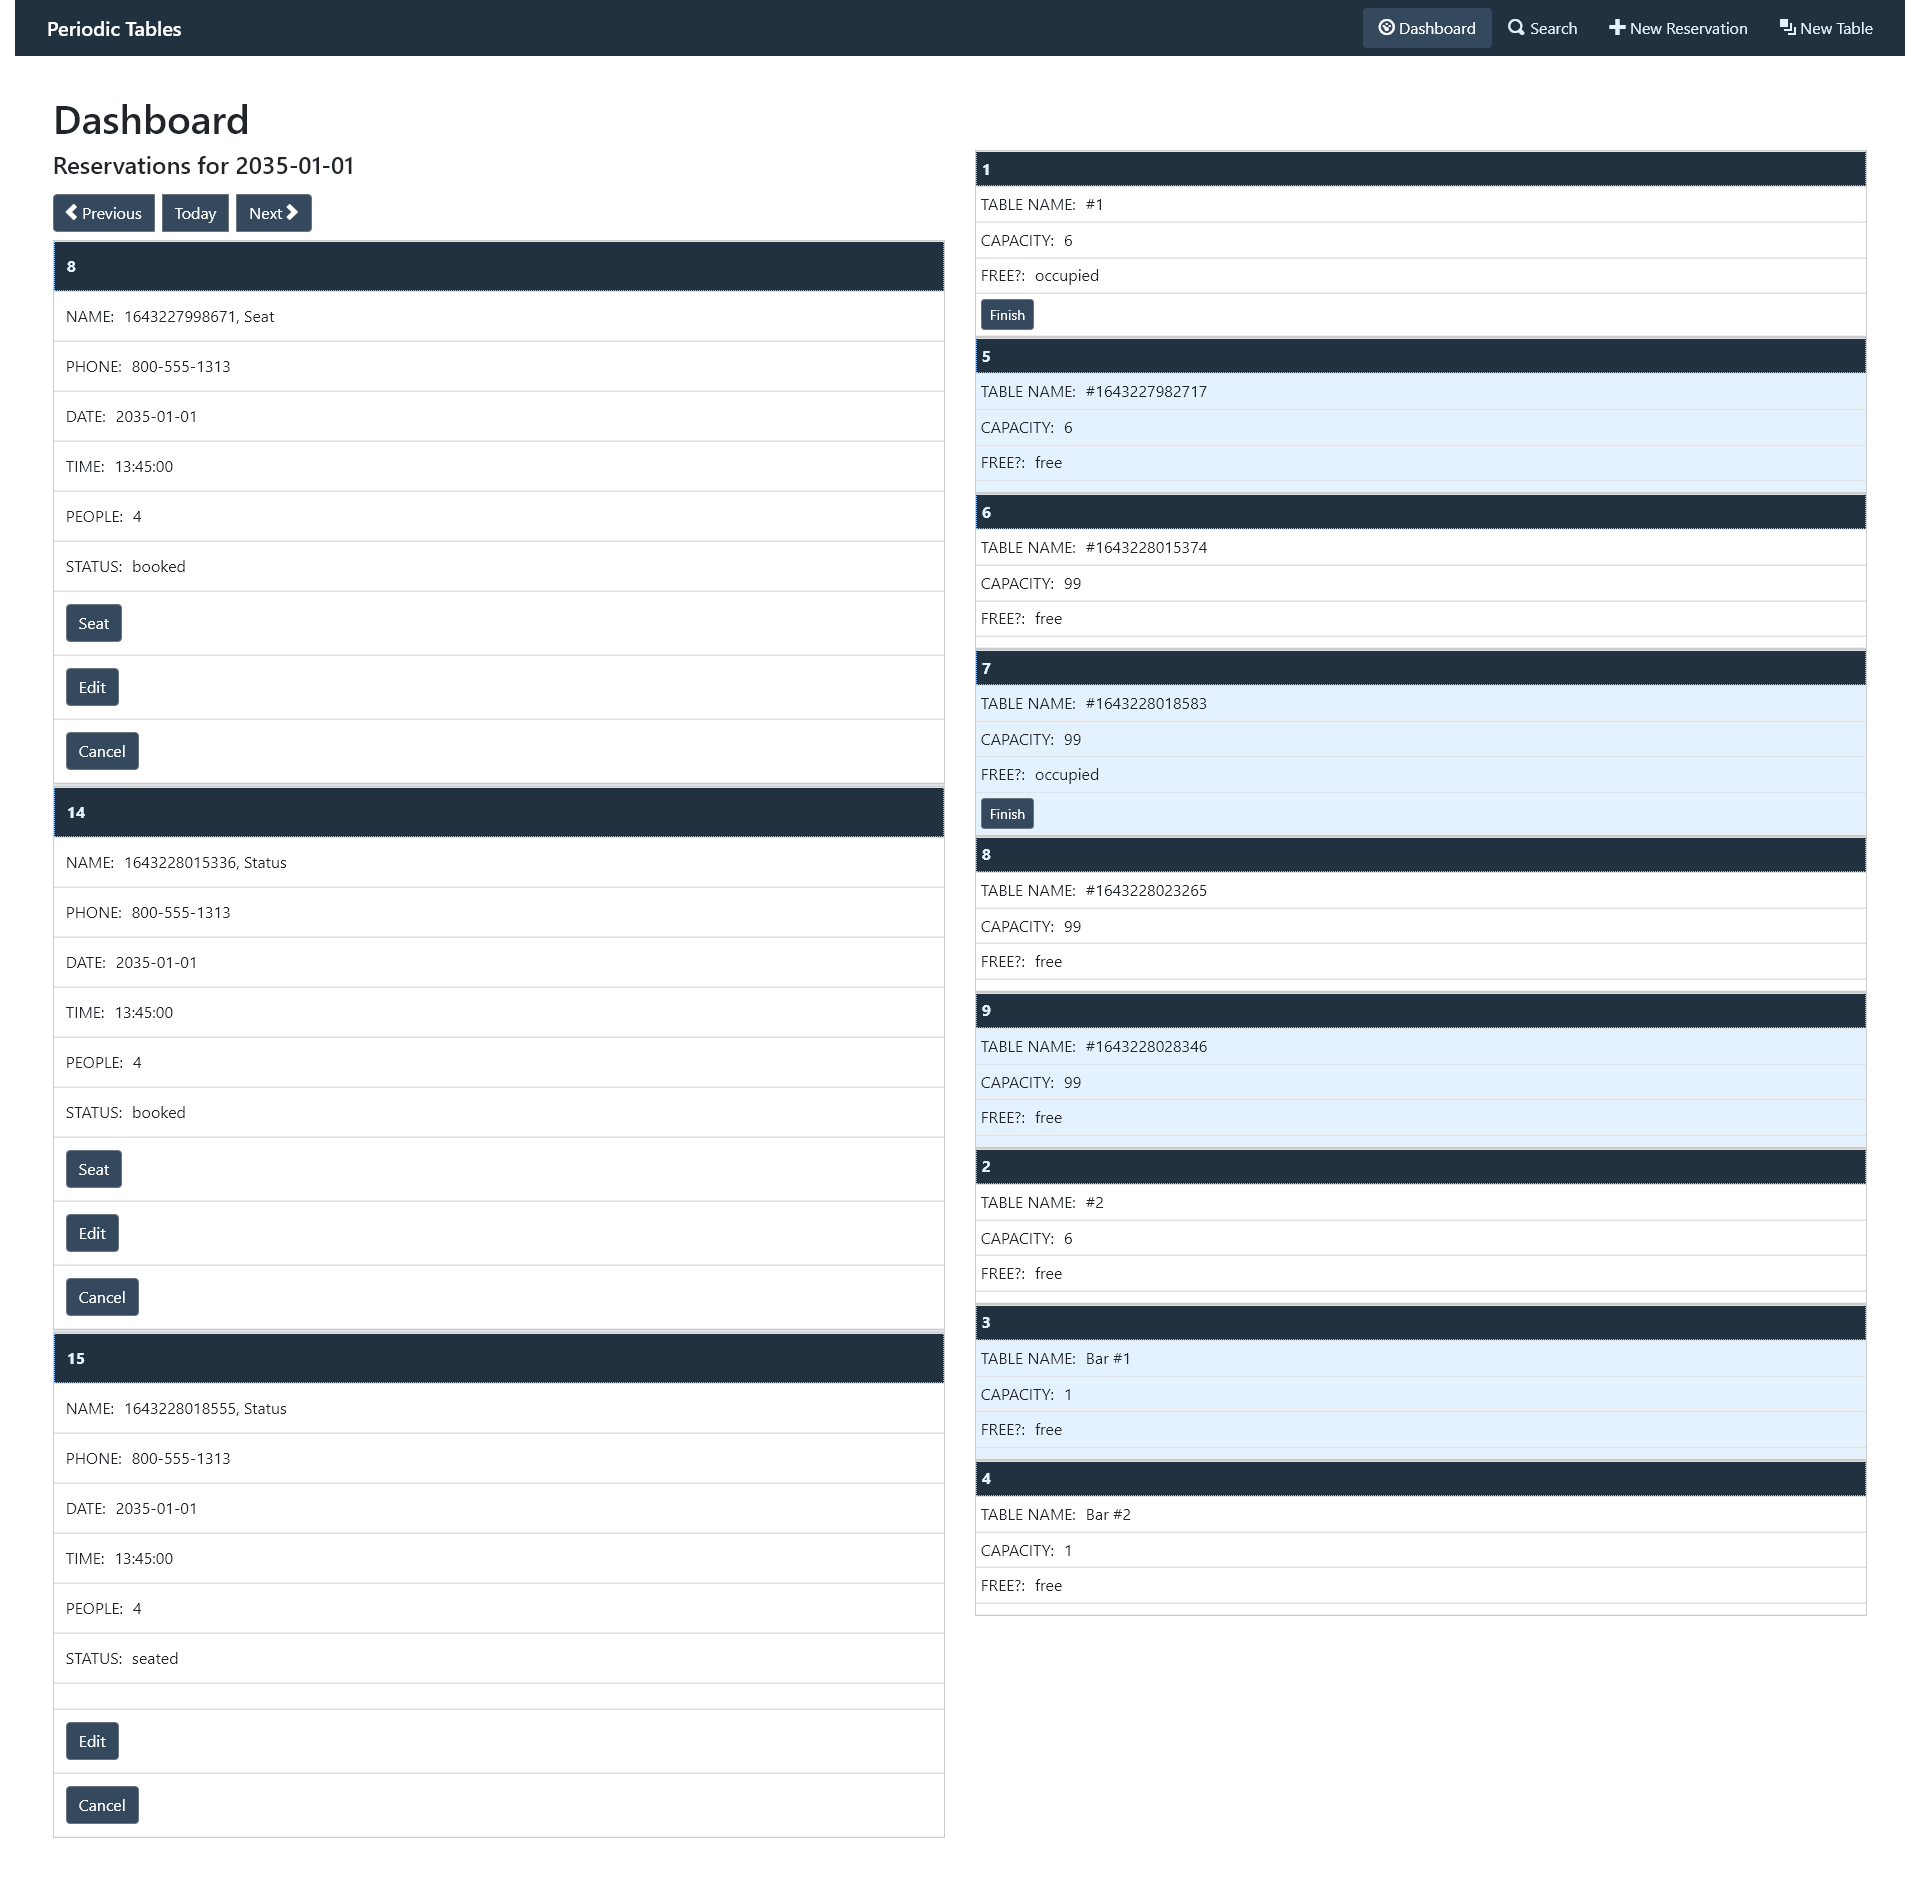 Periodic Tables
Dashboard
Search
New Reservation
New Table
Dashboard
Reservations for 2035-01-01
Previous
Today
Next
8
NAME: 1643227998671, Seat
PHONE: 800-555-1313
DATE: 2035-01-01
TIME: 13:45:00
PEOPLE: 4
STATUS: booked
Seat
Edit
Cancel
14
NAME: 1643228015336, Status
PHONE: 800-555-1313
DATE: 2035-01-01
TIME: 13:45:00
PEOPLE: 4
STATUS: booked
Seat
Edit
Cancel
15
NAME: 1643228018555, Status
PHONE: 800-555-1313
DATE: 2035-01-01
TIME: 13:45:00
PEOPLE: 4
STATUS: seated
Edit
Cancel
1
TABLE NAME: #1
CAPACITY: 6
FREE?: occupied
Finish
5
TABLE NAME: #1643227982717
CAPACITY: 6
FREE?: free
6
TABLE NAME: #1643228015374
CAPACITY: 99
FREE?: free
7
TABLE NAME: #1643228018583
CAPACITY: 99
FREE?: occupied
Finish
8
TABLE NAME: #1643228023265
CAPACITY: 99
FREE?: free
9
TABLE NAME: #1643228028346
CAPACITY: 99
FREE?: free
2
TABLE NAME: #2
CAPACITY: 6
FREE?: free
3
TABLE NAME: Bar #1
CAPACITY: 1
FREE?: free
4
TABLE NAME: Bar #2
CAPACITY: 1
FREE?: free